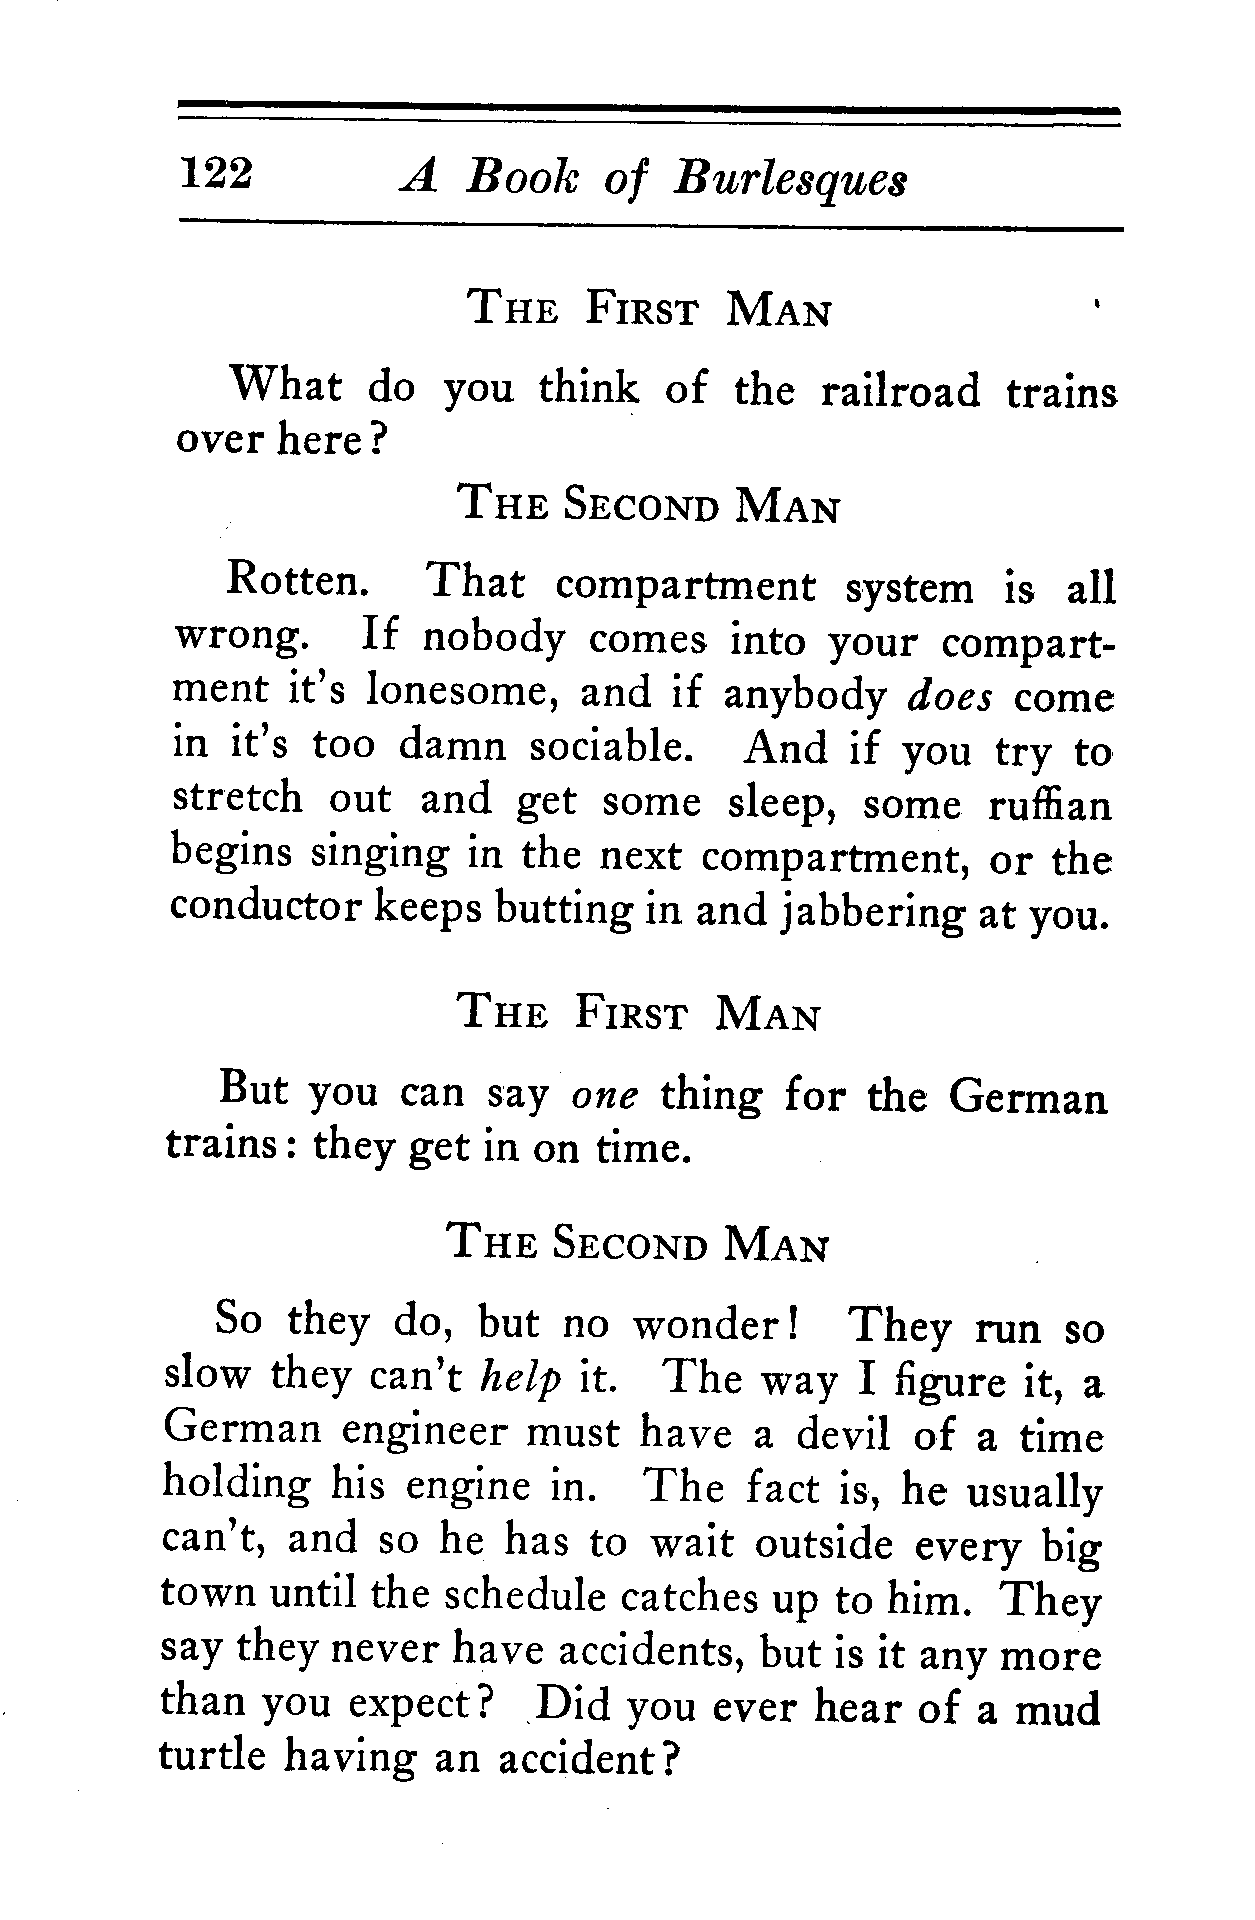 122 A Book of Burlesques
The First Man
What do you think of the railroad trains
over here?
The Second Man
Rotten. That compartment system is all
wrong. If nobody comes into your compart-
ment it's lonesome, and if anybody does come
in it's too damn sociable. And if you try to
stretch out and get some sleep, some ruffian
begins singing in the next compartment, or the
conductor keeps butting in and jabbering at you.
The First Man
But you can say one thing for the German
trains: they get in on time.
The Second Man
So they do, but no wonder! They run so
slow they can't help it. The way I figure it, a
German engineer must have a devil of a time
holding his engine in. The fact is, he usually
can't, and so he has to wait outside every big
town until the schedule catches up to him. They
say they never have accidents, but is it any more
than you expect? Did you ever hear of a mud
turtle having an accident?